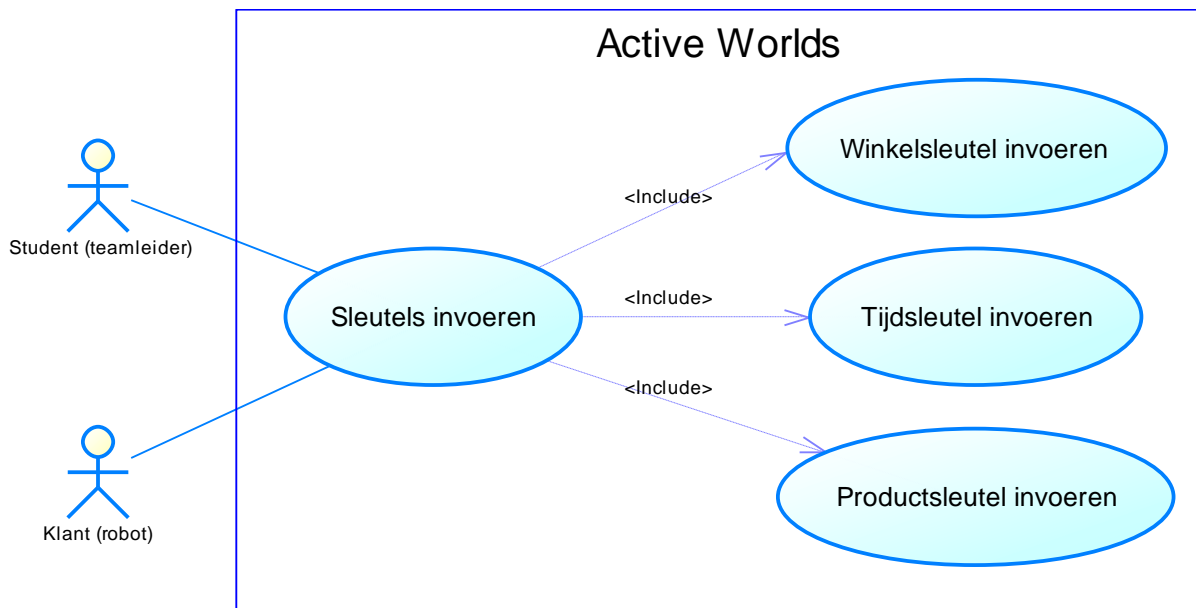 Active Worlds
Winkelsleutel invoeren
<Include>
Student (teamleider)
<Include>
Sleutels invoeren
Tijdsleutel invoeren
<Include>
Productsleutel invoeren
Klant (robot)